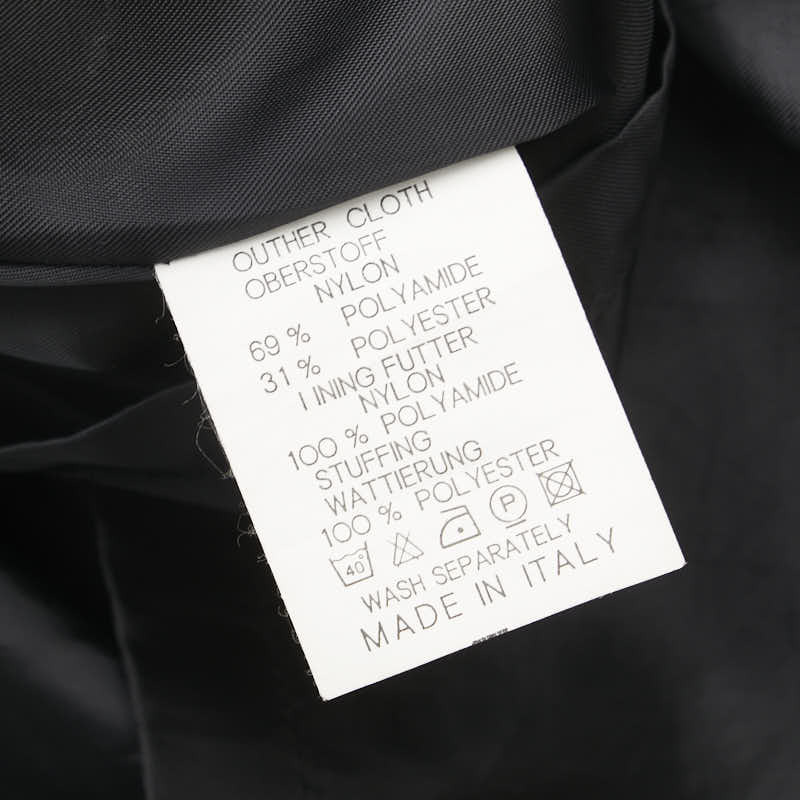 OUTHER CLOTH
OBERSTOFF
NYLON
69 % POLYAMIDE
31 % POLYESTER
LINING FUTTER
NYLON
100 % POLYAMIDE
STUFFING
WATTIERUNG
100 % POLYESTER
40° P
WASH SEPARATELY
MADE IN ITALY